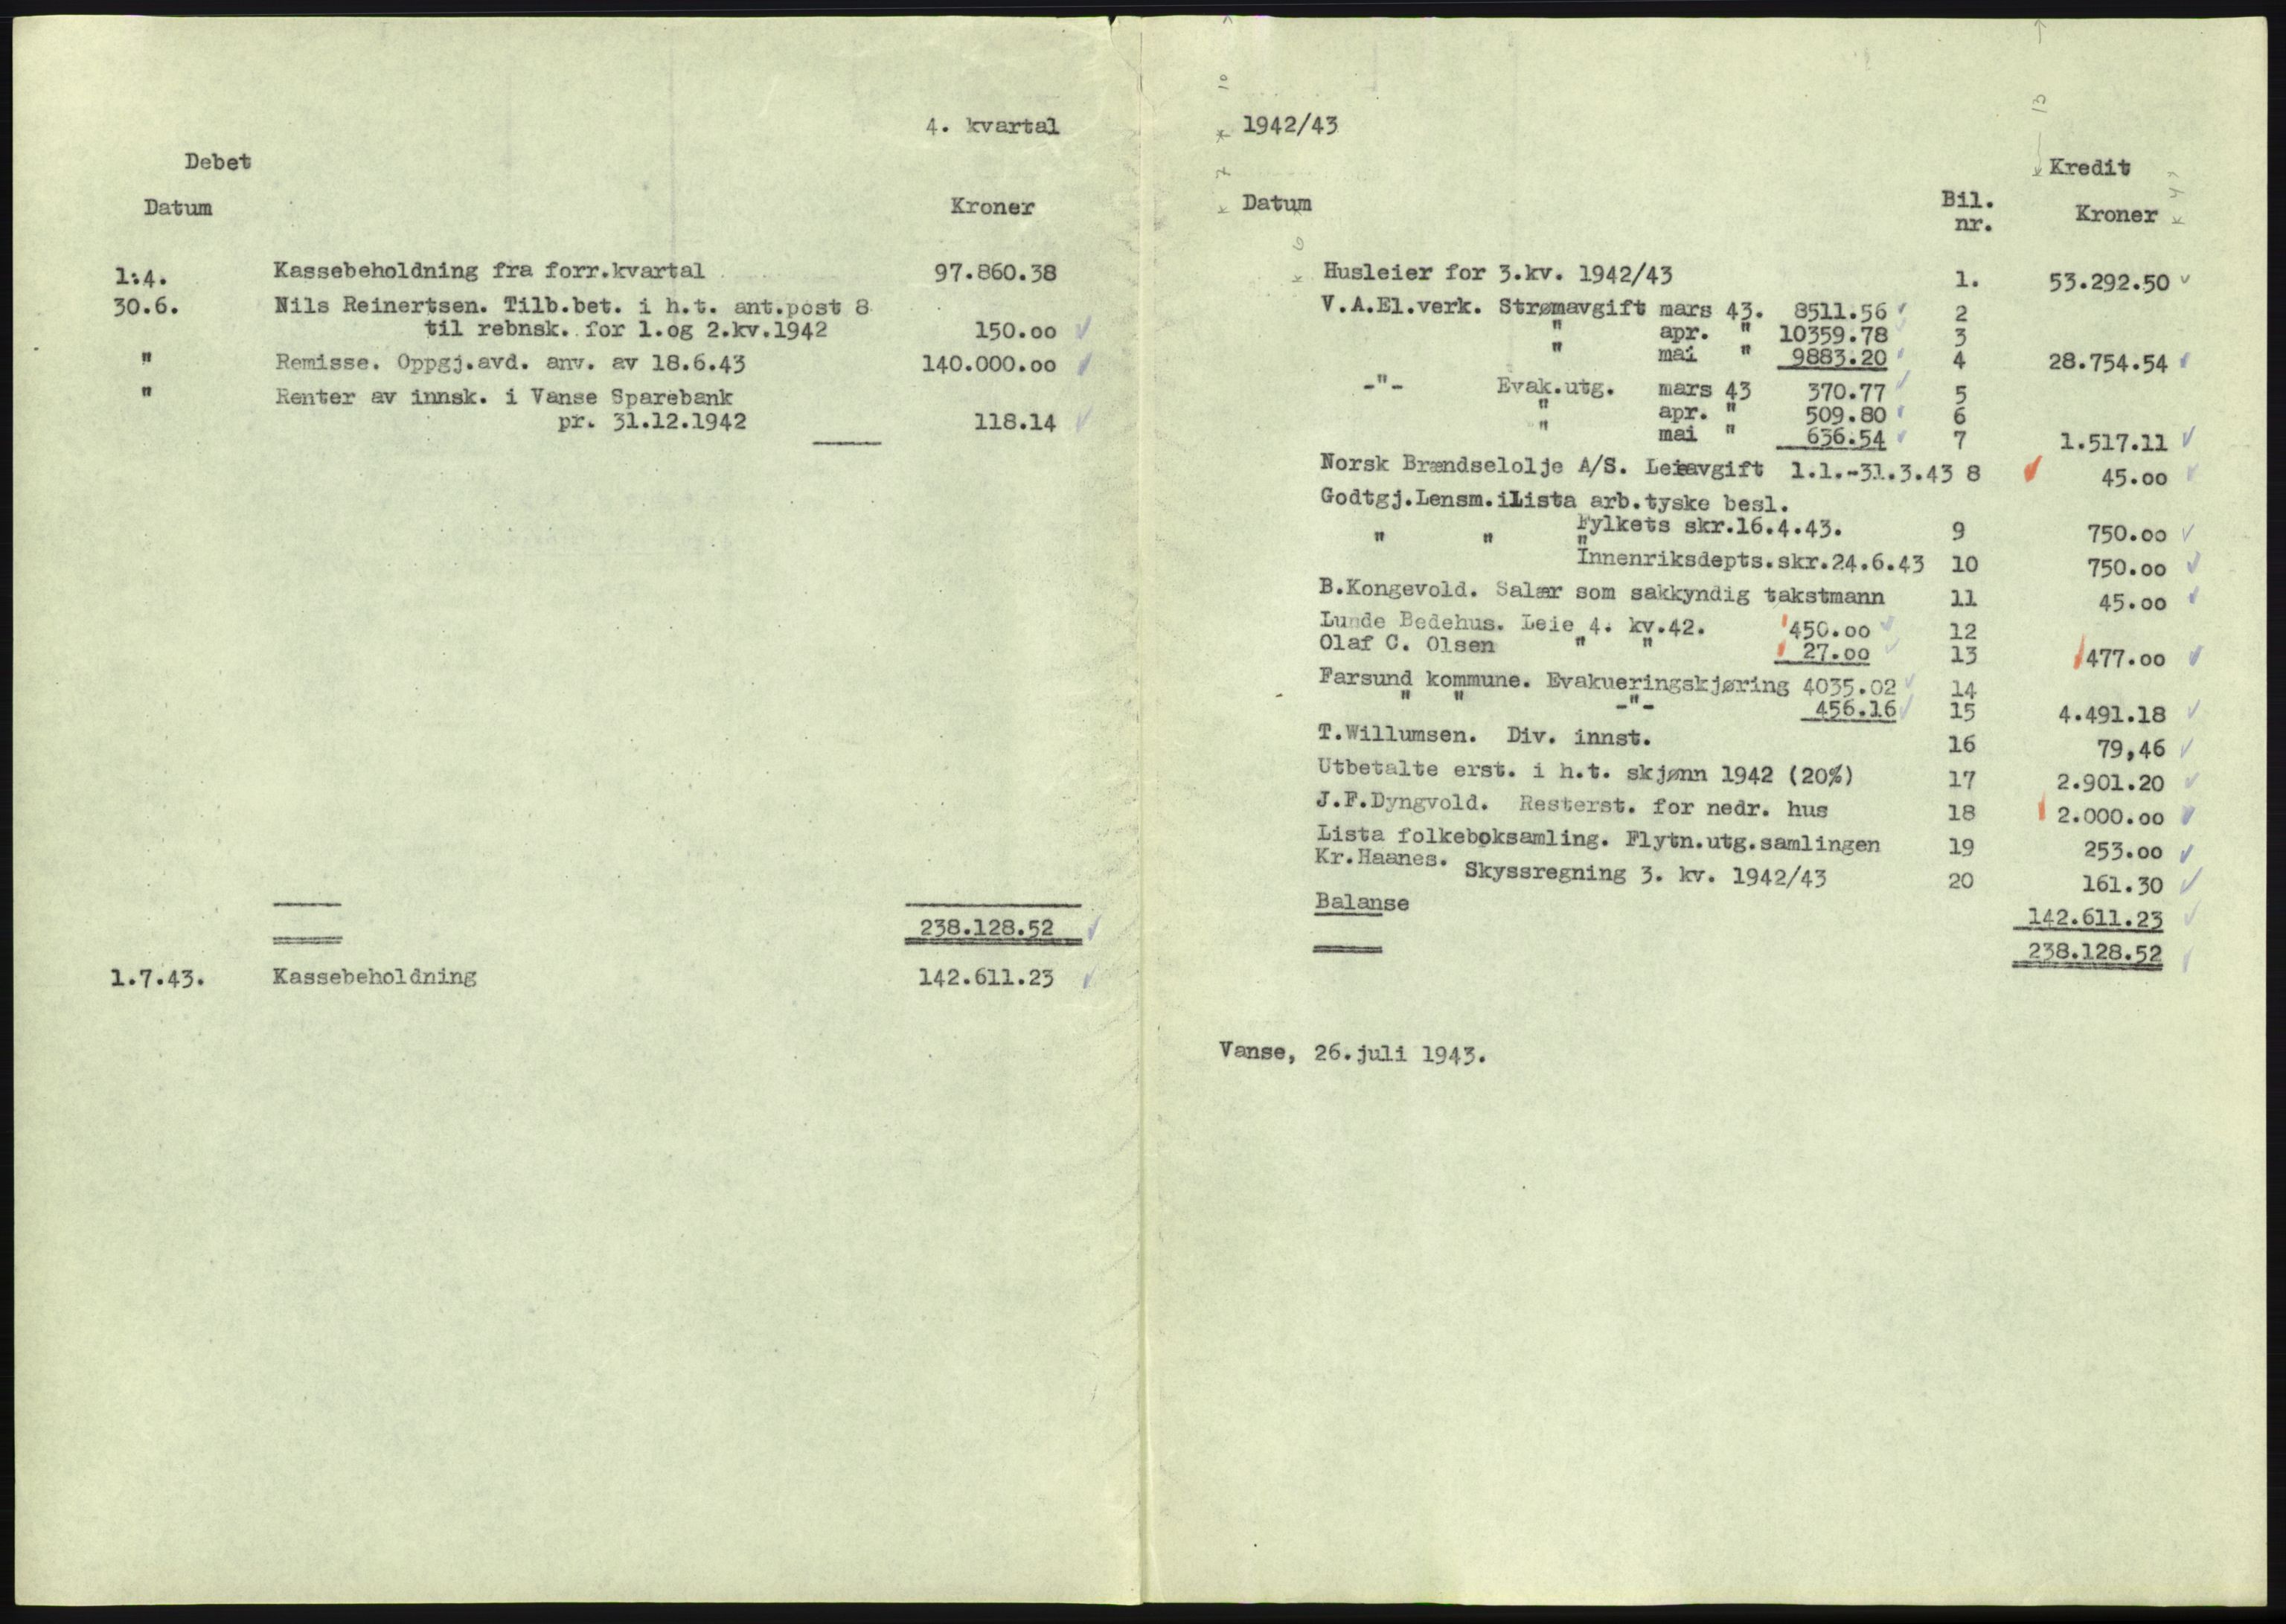 4. kvartal
Debet
Datum Kroner
1.4. Kassebeholdning fra forr.kvartal 97.860.38
30.6. Nils Reinertsen. Tilb.bet. i h.t. ant.post 8
til rebnsk. for 1.og 2.kv.1942 150.oo
" Remisse. Oppgj.avd. anv. av 18.6.43 140.000.oo
" Renter av innsk. i Vanse Sparebank
pr. 31.12.1942 118.14
238.128.52
1.7.43. Kassebeholdning 142.611.23
1942/43
Kredit
Datum Bil. nr. Kroner
Husleier for 3.kv. 1942/43 1. 53.292.50
V.A.El.verk. Strømavgift mars 43. 8511.56 2
" apr. " 10359.78 3
" mai " 9883.20 4 28.754.54
-"- Evak.utg. mars 43 370.77 5
" apr. " 509.80 6
" mai " 636.54 7 1.517.11
Norsk Brændselolje A/S. Leieavgift 1.1.-31.3.43 8 45.oo
Godtgj.Lensm.iLista arb.tyske besl.
Fylkets skr.16.4.43. 9 750.oo
" " "
Innenriksdepts.skr.24.6.43 10 750.oo
B.Kongevold. Salær som sakkyndig takstmann 11 45.oo
Lunde Bedehus. Leie 4. kv.42. 450.oo 12
Olaf C. Olsen " " 27.oo 13 477.oo
Farsund kommune. Evakueringskjøring 4035.02 14
" " -"- 456.16 15 4.491.18
T.Willumsen. Div. innst. 16 79,46
Utbetalte erst. i h.t. skjønn 1942 (20%) 17 2.901.20
J.F.Dyngvold. Resterst. for nedr. hus 18 2.000.oo
Lista folkeboksamling. Flytn.utg.samlingen 19 253.oo
Kr.Haanes. Skyssregning 3. kv. 1942/43 20 161.30
Balanse 142.611.23
238.128.52
Vanse, 26.juli 1943.